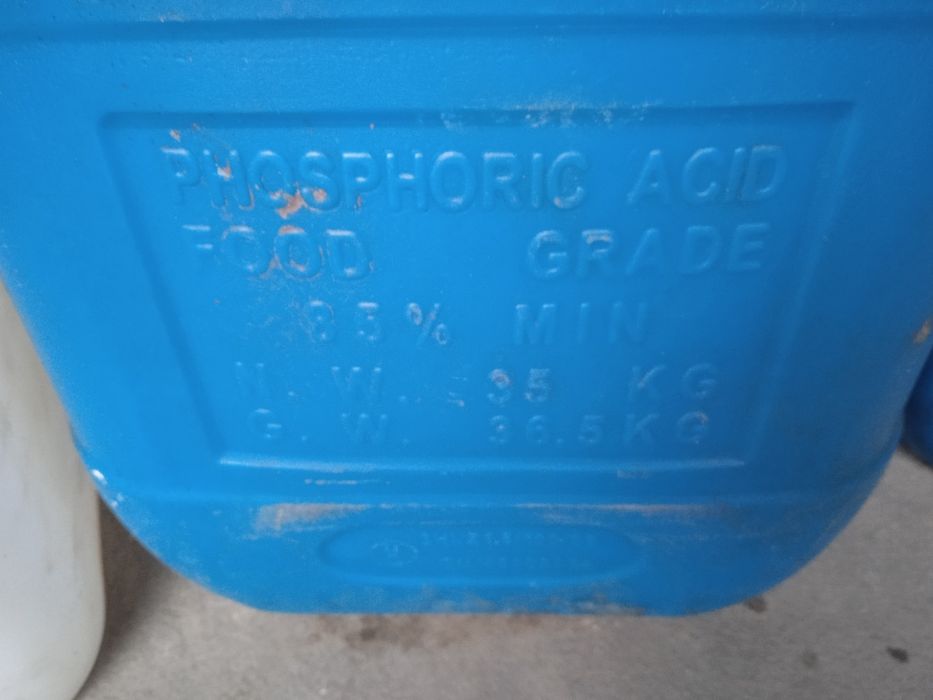 PHOSPHORIC ACID
FOOD GRADE
85% MIN
N. W. 35 KG
G. W. 36.5KG